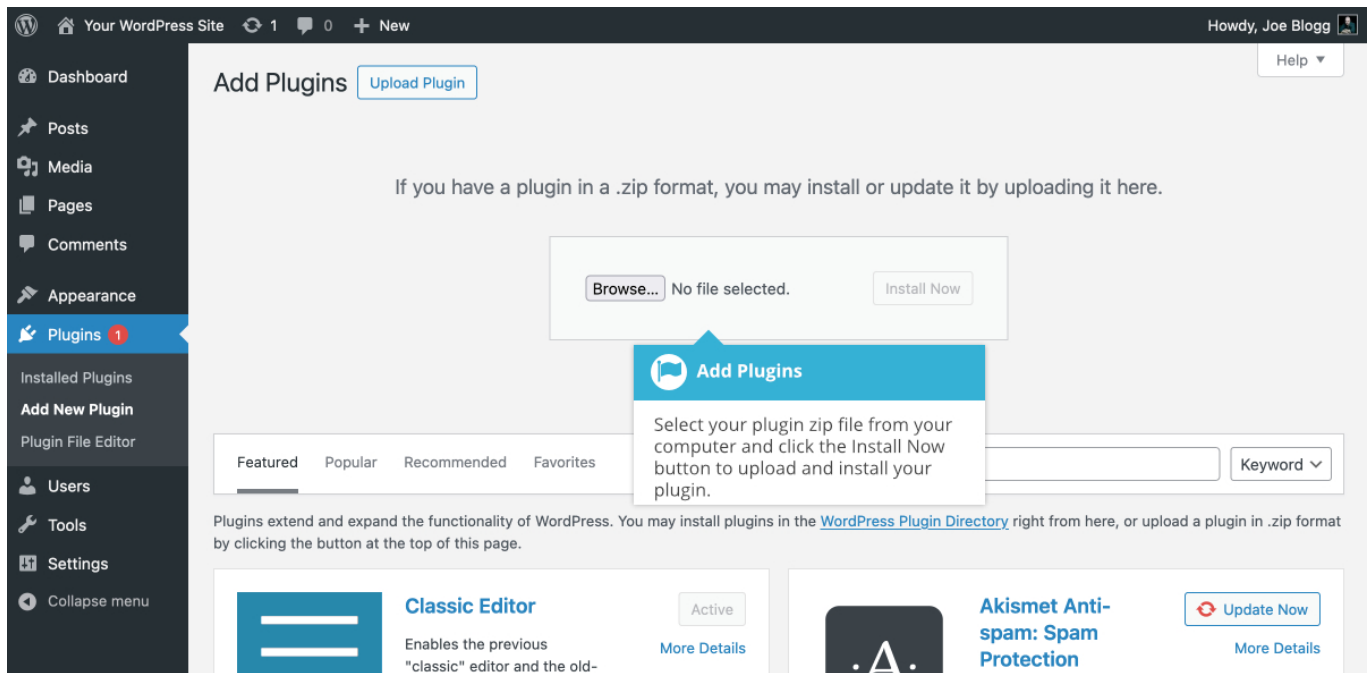 Your WordPress Site 1 0 + New Howdy, Joe Blogg
Help ▼
Dashboard
Posts
Media
Pages
Comments
Appearance
Plugins 1
Installed Plugins
Add New Plugin
Plugin File Editor
Users
Tools
Settings
Collapse menu
Add Plugins Upload Plugin
If you have a plugin in a .zip format, you may install or update it by uploading it here.
Browse... No file selected. Install Now
Add Plugins
Select your plugin zip file from your
computer and click the Install Now
button to upload and install your
plugin.
Featured Popular Recommended Favorites Keyword
Plugins extend and expand the functionality of WordPress. You may install plugins in the WordPress Plugin Directory right from here, or upload a plugin in .zip format
by clicking the button at the top of this page.
Classic Editor Active
More Details
Enables the previous
"classic" editor and the old-
A
Akismet Anti-
spam: Spam
Protection
Update Now
More Details